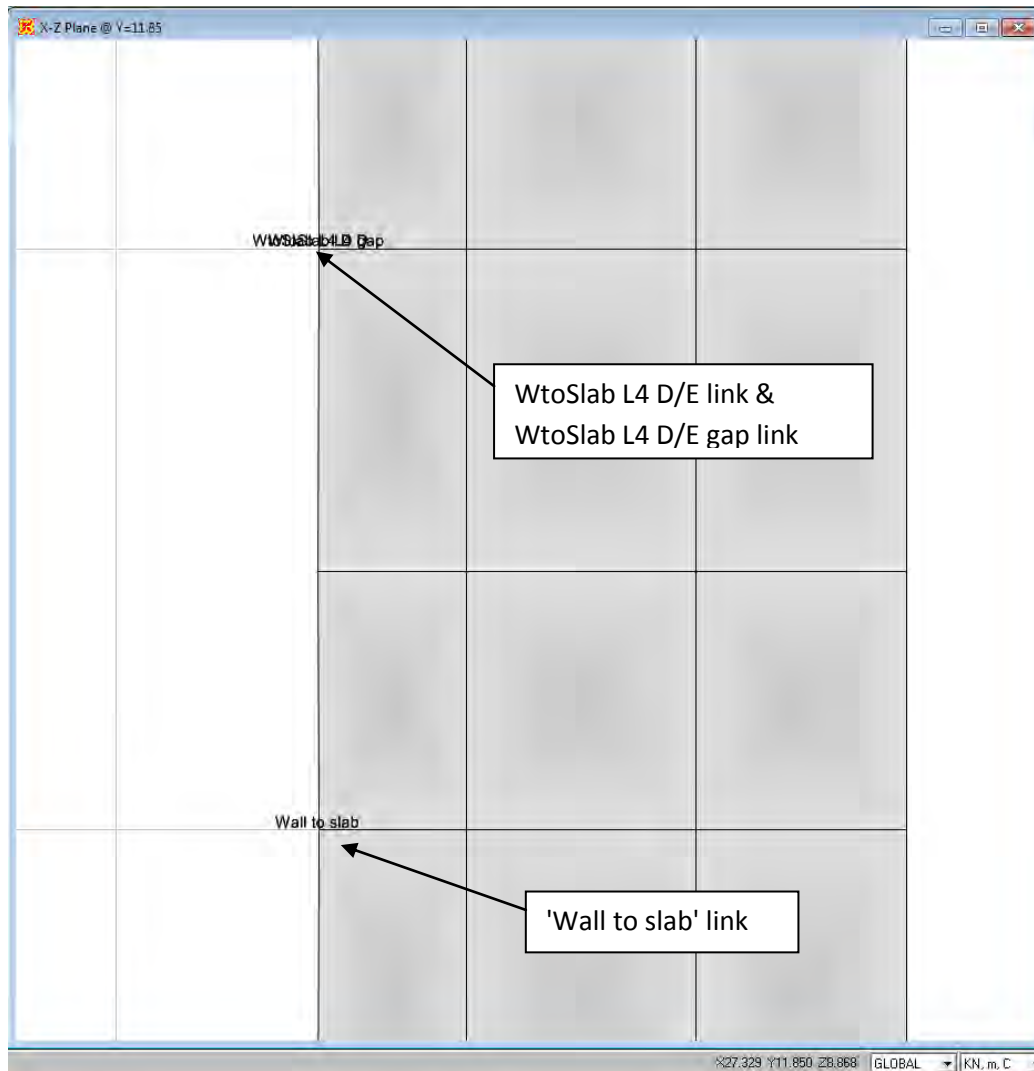 X-Z Plane @ Y=11.85
gap
WtoSlab L4 D/E link &
WtoSlab L4 D/E gap link
Wall to slab
'Wall to slab' link
X27.329 Y11.850 Z8.868 GLOBAL KN, m, C